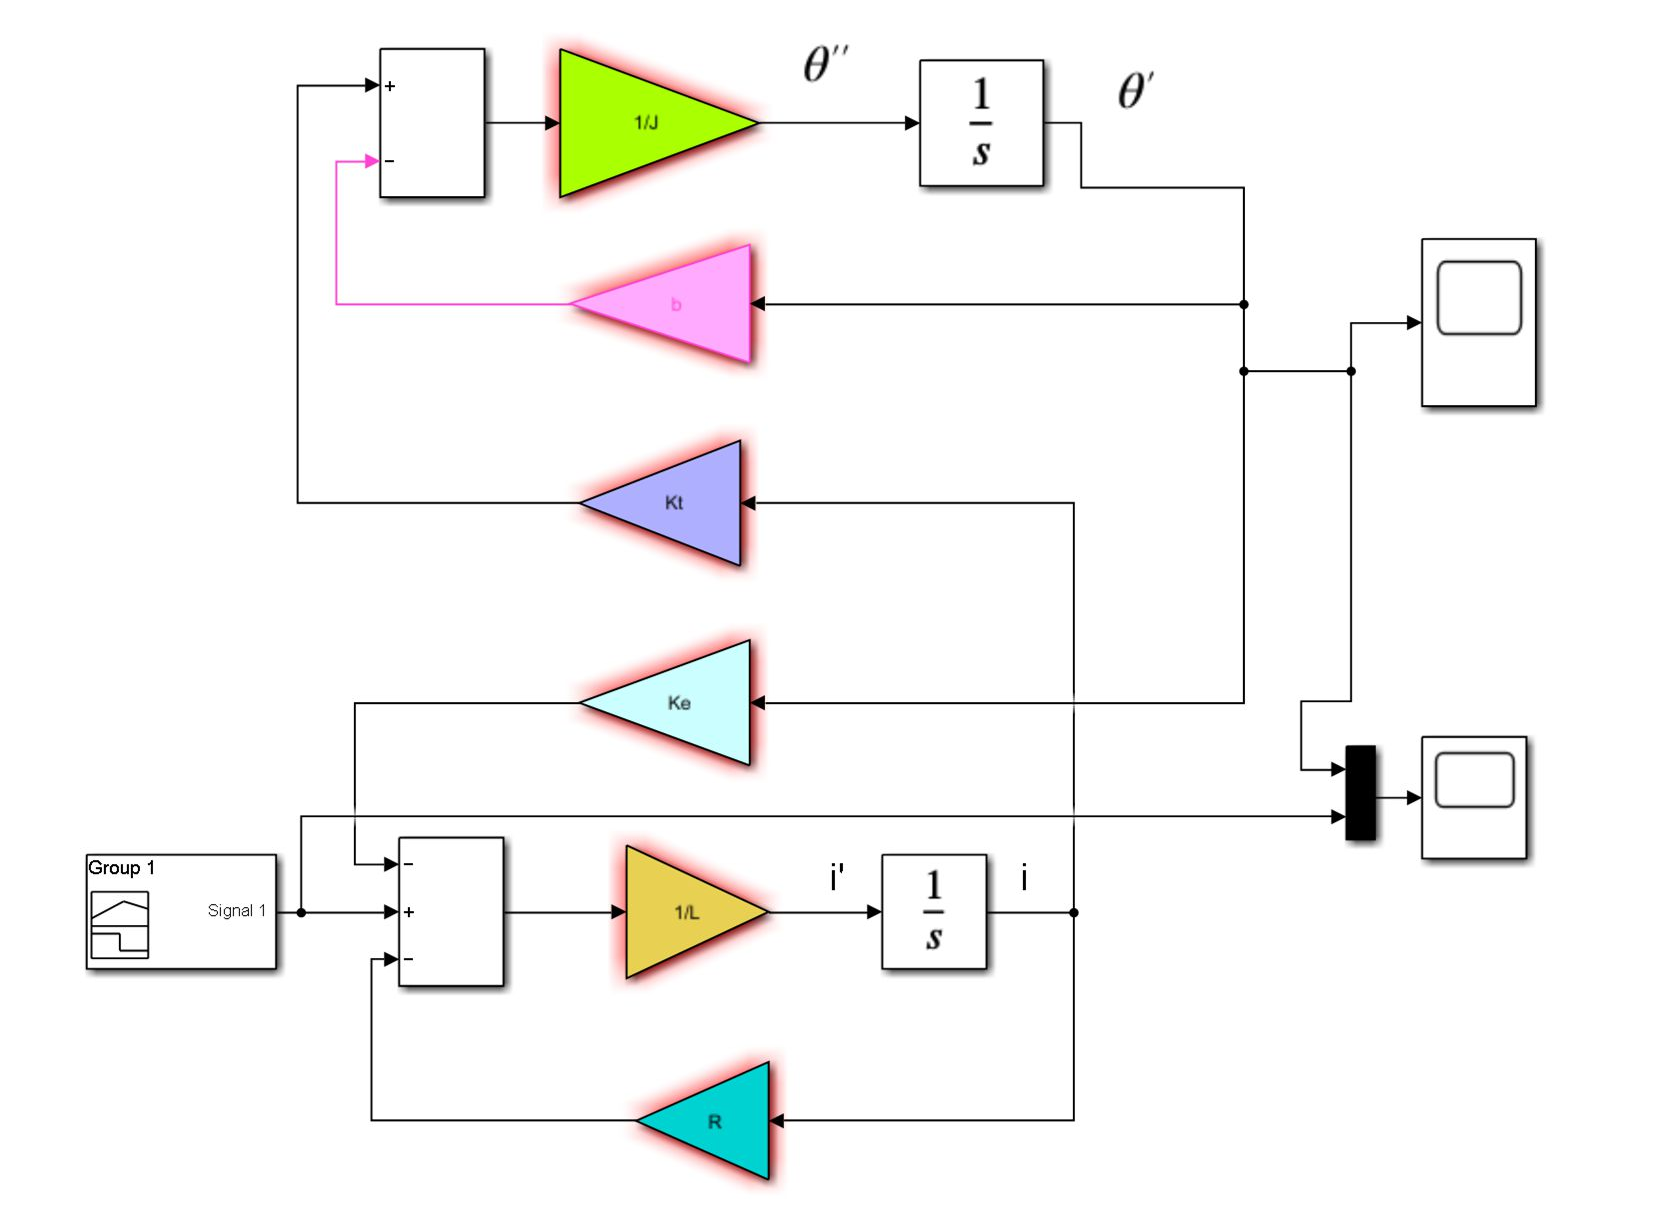 θ''
θ'
+
−
1/J
1
s
b
Kt
Ke
Group 1
Signal 1
−
+
−
1/L
i'
1
s
i
R